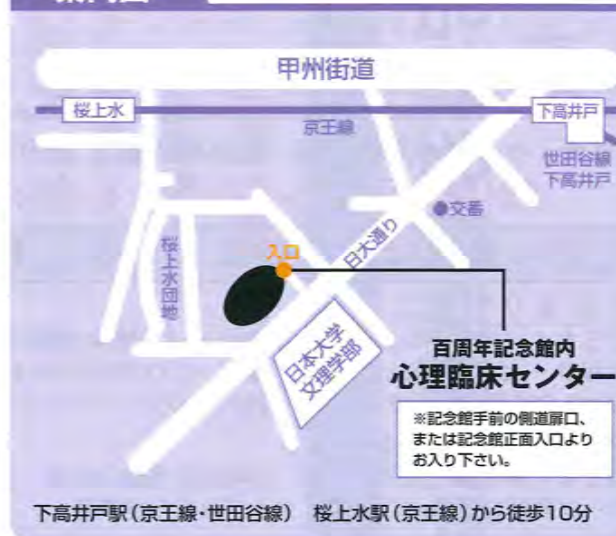 甲州街道
桜上水
京王線
下高井戸
世田谷線
下高井戸
●交番
日大通り
入口
桜上水団地
日本大学
文理学部
百周年記念館内
心理臨床センター
※記念館手前の側道扉口、
または記念館正面入口より
お入り下さい。
下高井戸駅(京王線・世田谷線) 桜上水駅(京王線)から徒歩10分